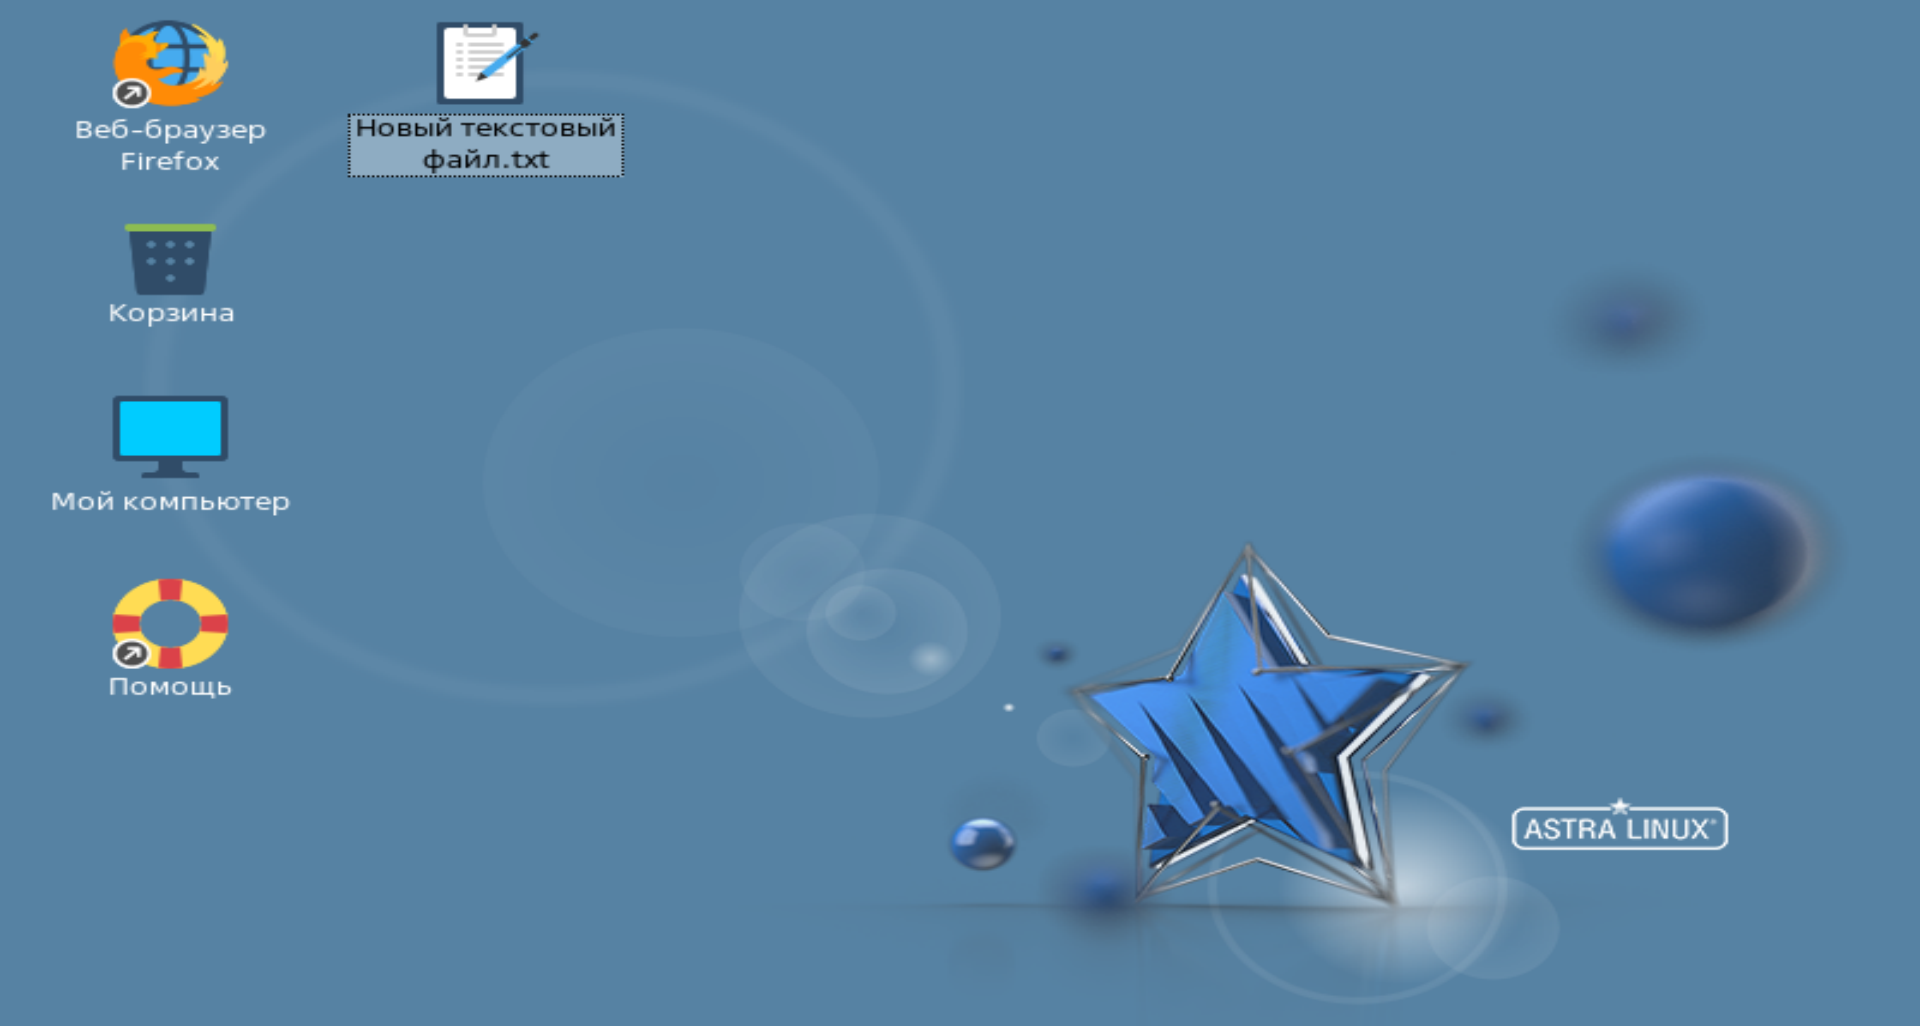 Веб-браузер
Firefox
Новый текстовый
файл.txt
Корзина
Мой компьютер
Помощь
ASTRA LINUX®